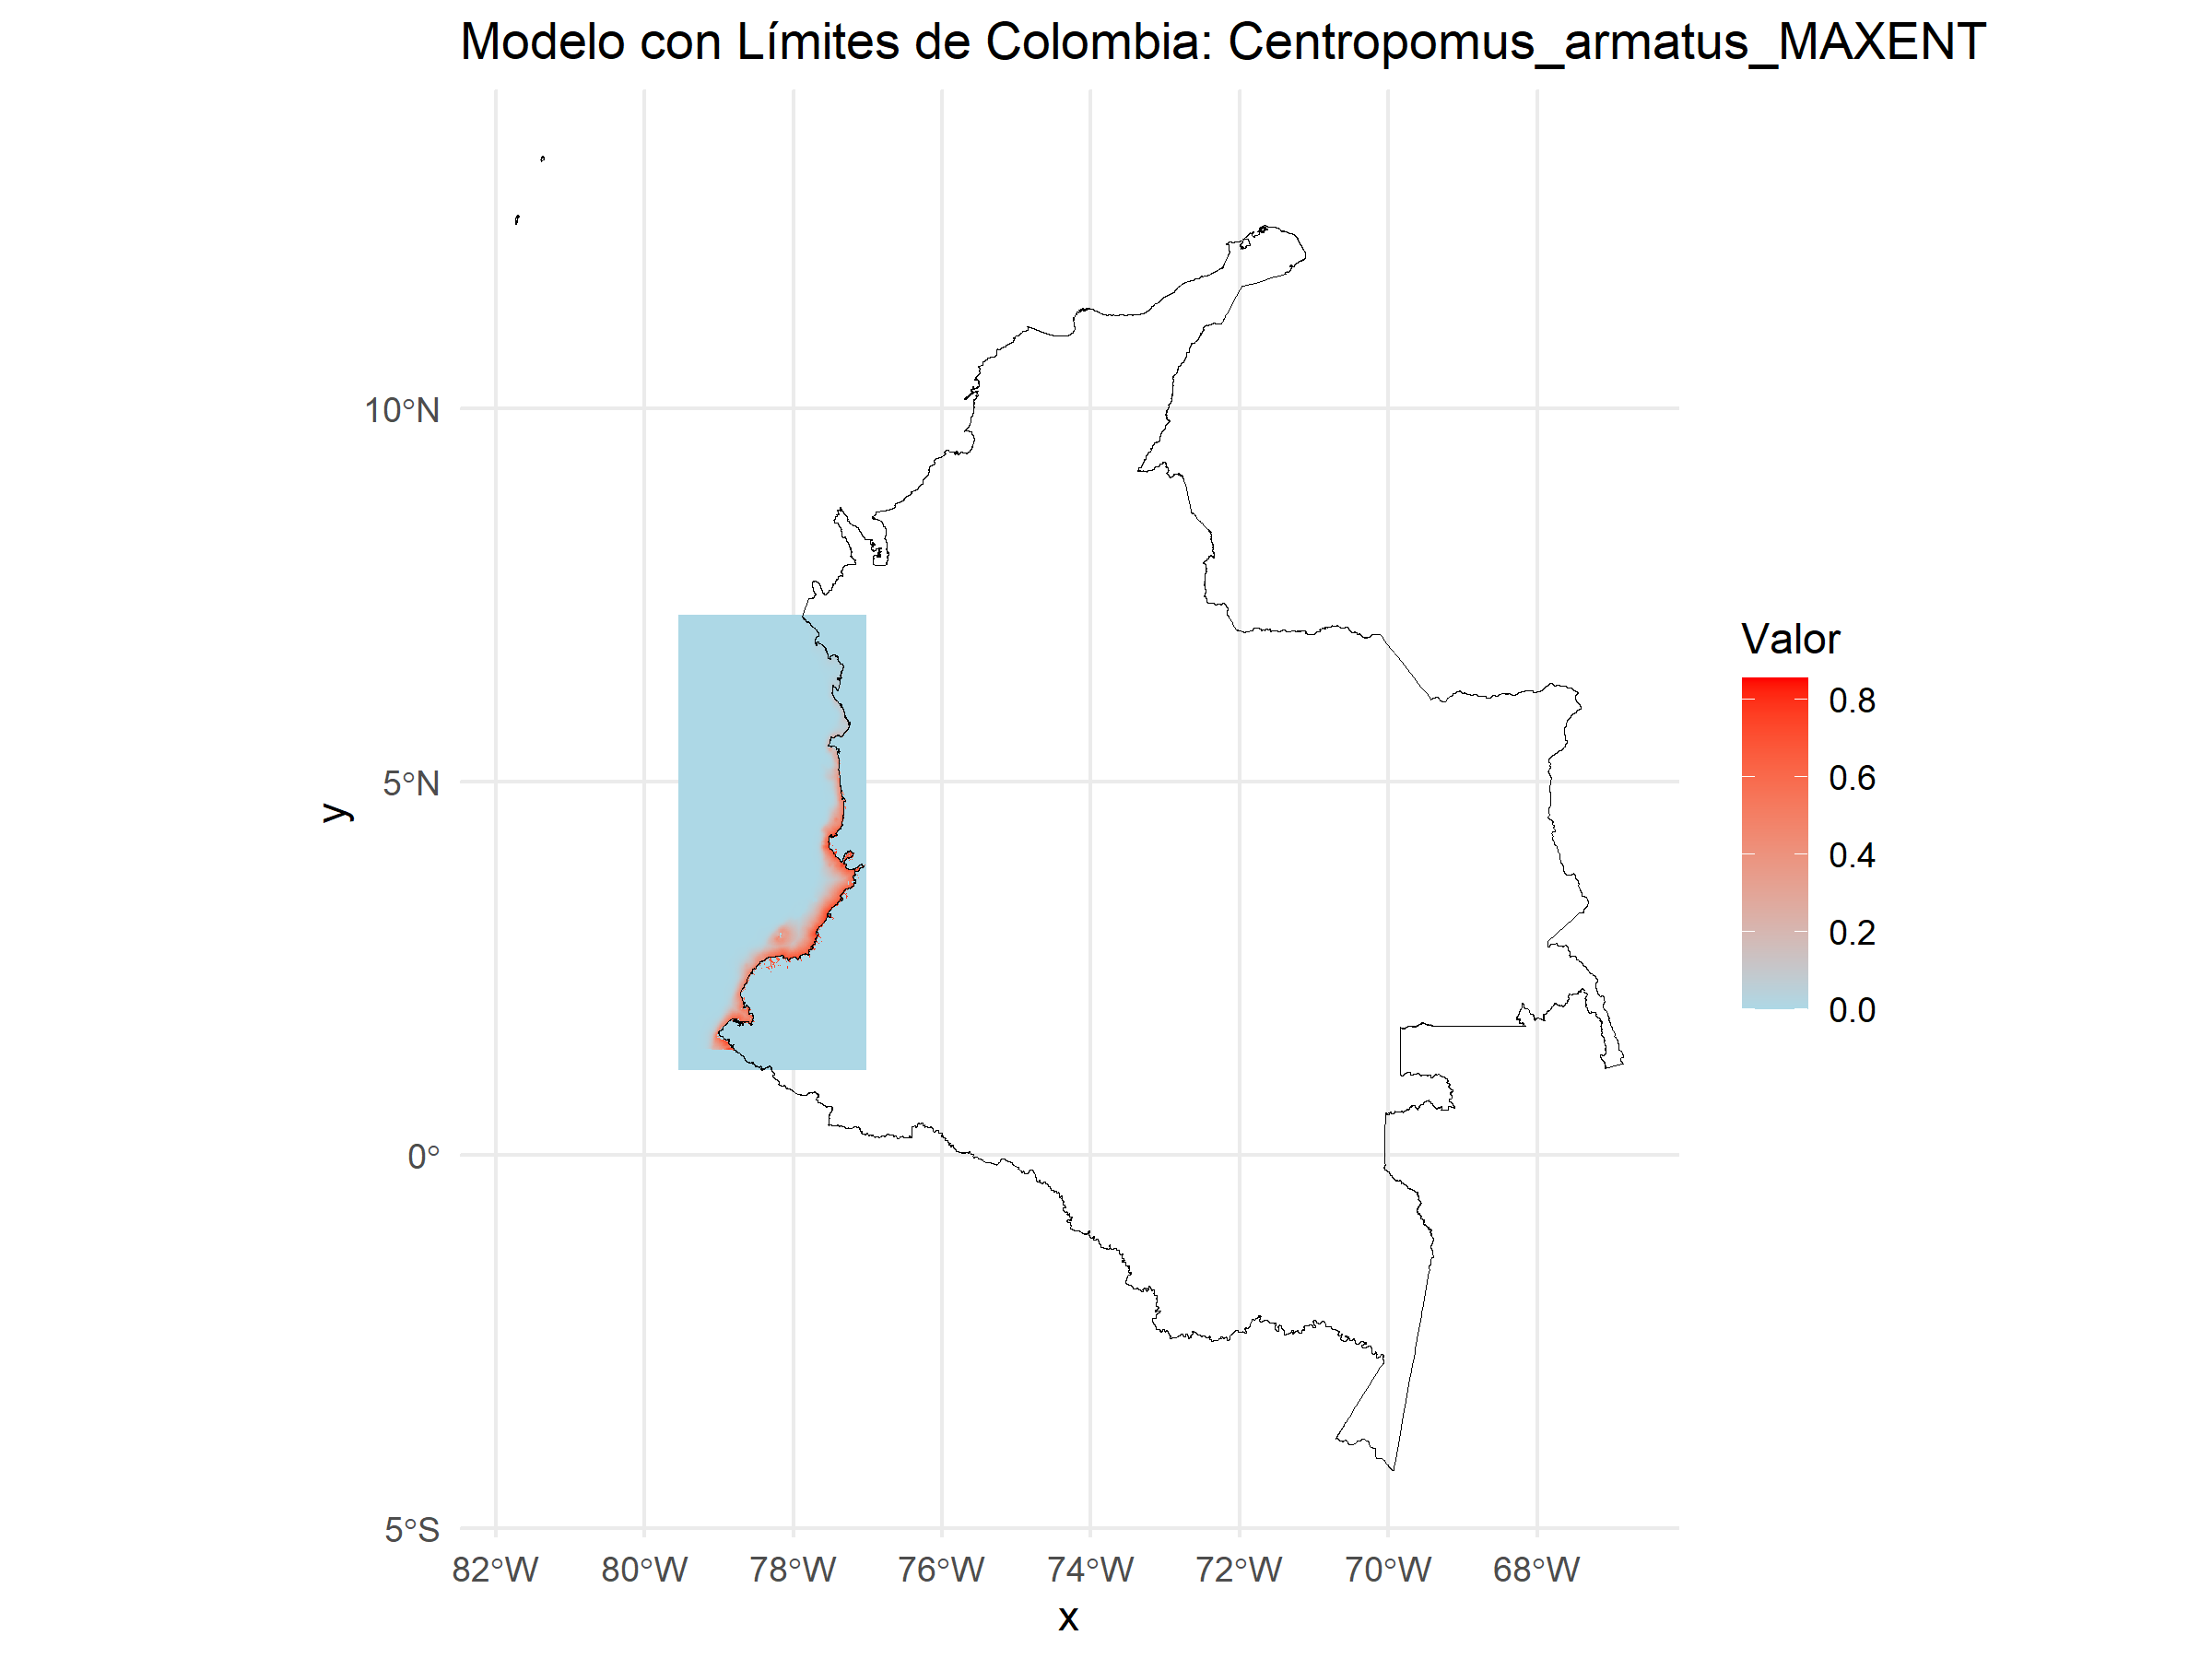 Modelo con Límites de Colombia: Centropomus_armatus_MAXENT
10°N
5°N
0°
5°S
y
82°W 80°W 78°W 76°W 74°W 72°W 70°W 68°W
x
Valor
0.8
0.6
0.4
0.2
0.0